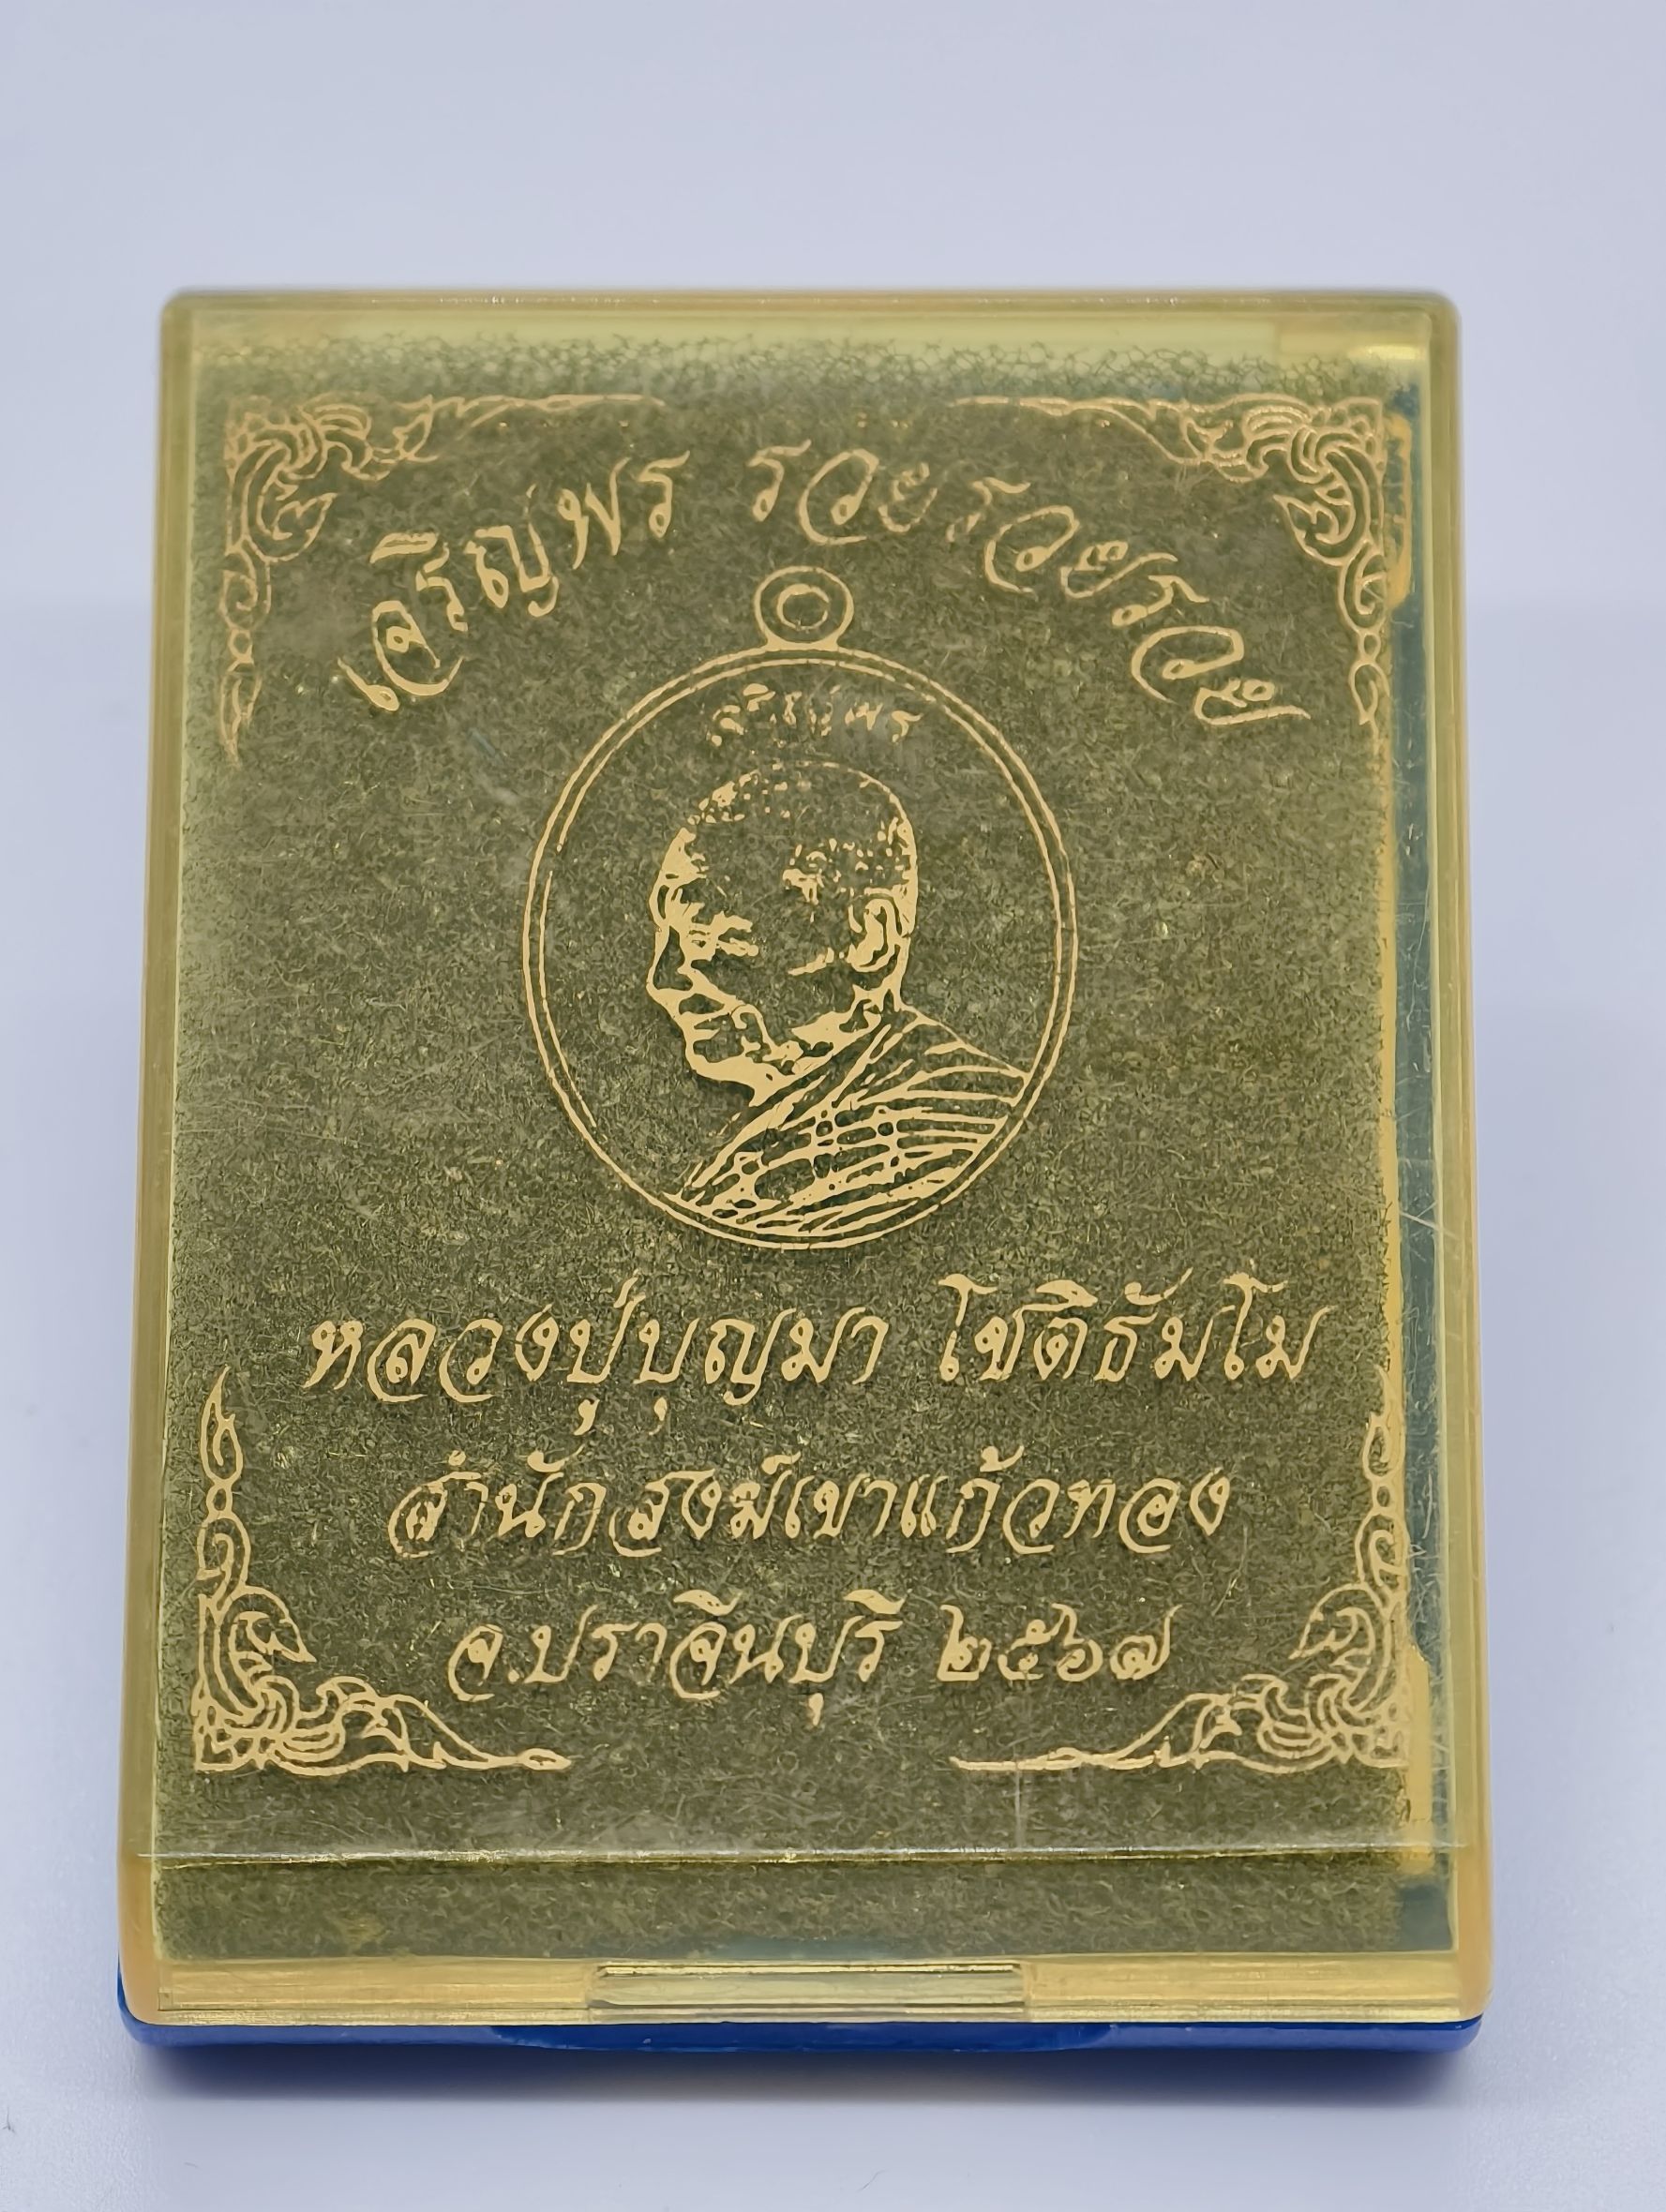 เจริญพร รวยรวยรวย
เจริญพร
หลวงปู่บุญมา โชติธัมโม
สำนักสงฆ์เขาแก้วทอง
จ.ปราจีนบุรี ๒๕๖๗